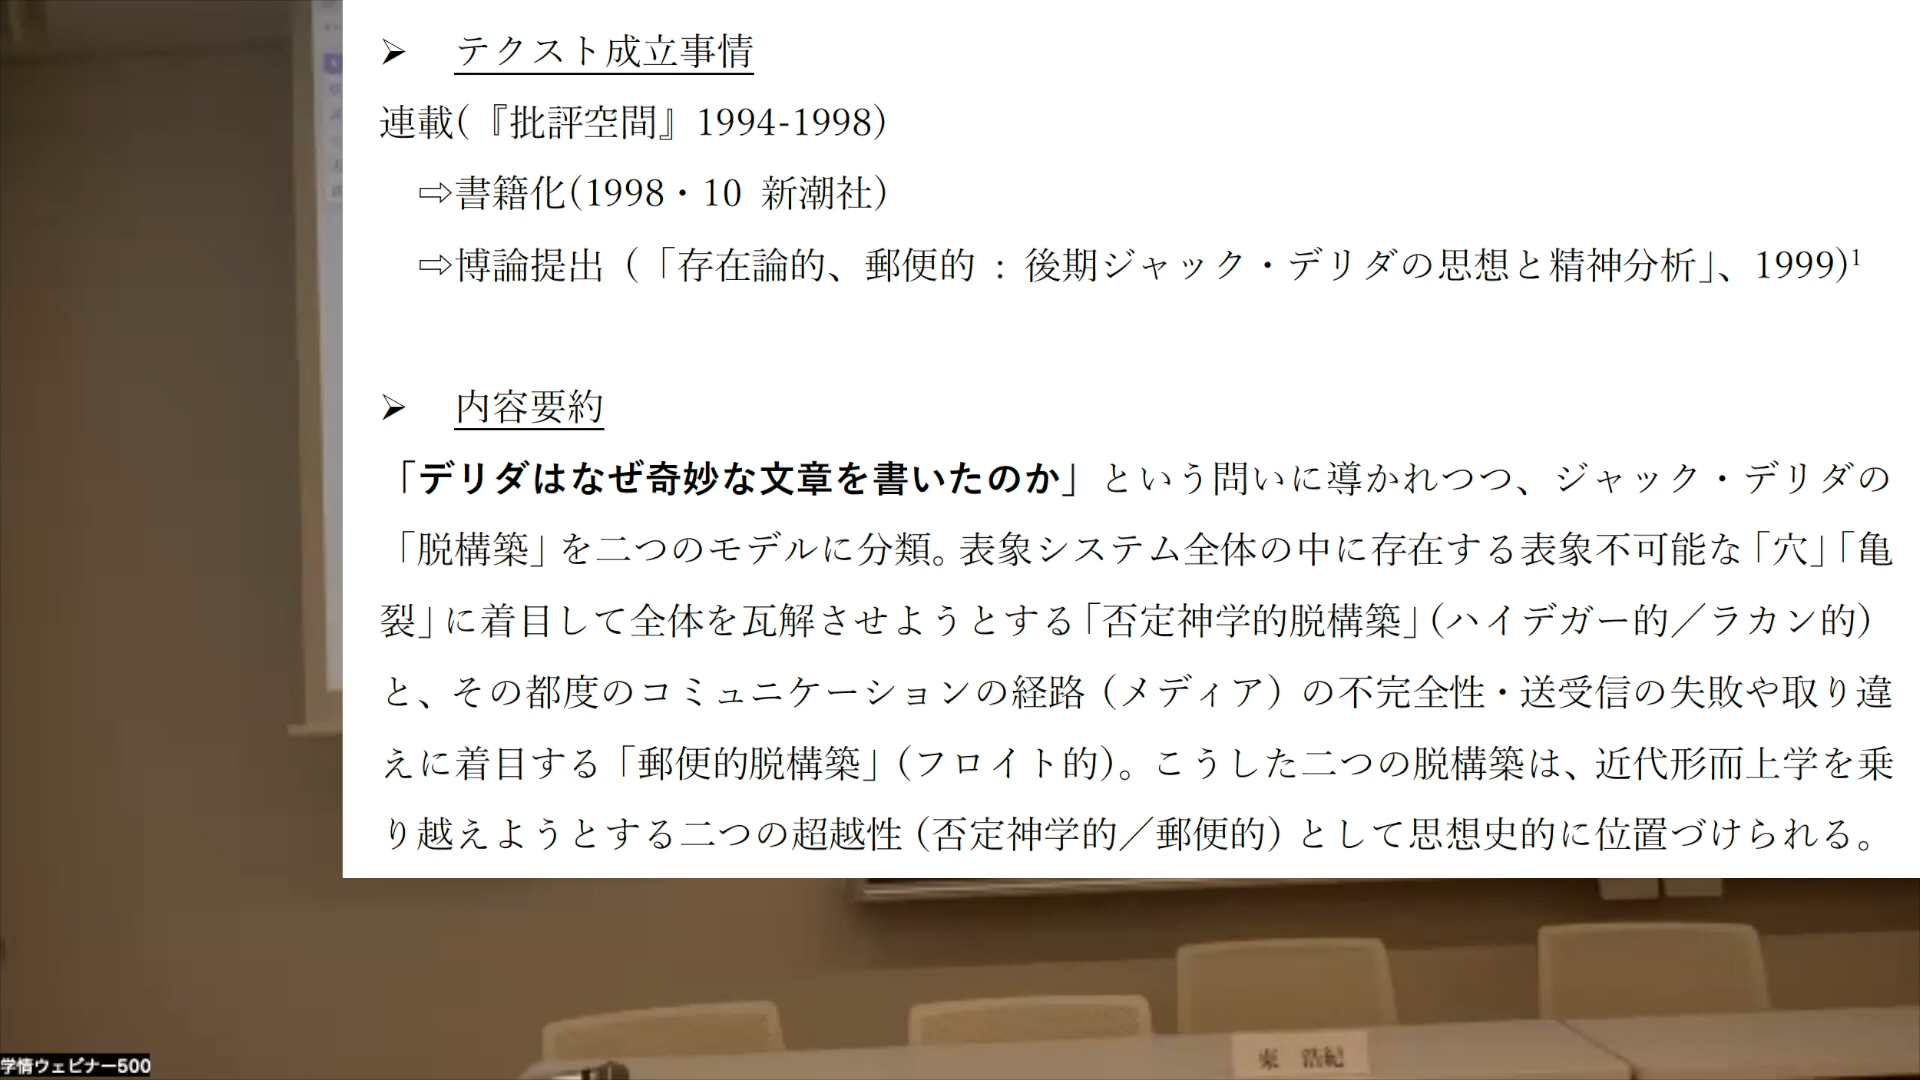 ➢ テクスト成立事情
連載(『批評空間』1994-1998)
⇨書籍化(1998・10 新潮社)
⇨博論提出（「存在論的、郵便的 : 後期ジャック・デリダの思想と精神分析」、1999)1
➢ 内容要約
「デリダはなぜ奇妙な文章を書いたのか」という問いに導かれつつ、ジャック・デリダの
「脱構築」を二つのモデルに分類。表象システム全体の中に存在する表象不可能な「穴」「亀
裂」に着目して全体を瓦解させようとする「否定神学的脱構築」(ハイデガー的／ラカン的)
と、その都度のコミュニケーションの経路（メディア）の不完全性・送受信の失敗や取り違
えに着目する「郵便的脱構築」(フロイト的)。こうした二つの脱構築は、近代形而上学を乗
り越えようとする二つの超越性（否定神学的／郵便的）として思想史的に位置づけられる。
東 浩紀
学情ウェビナー500